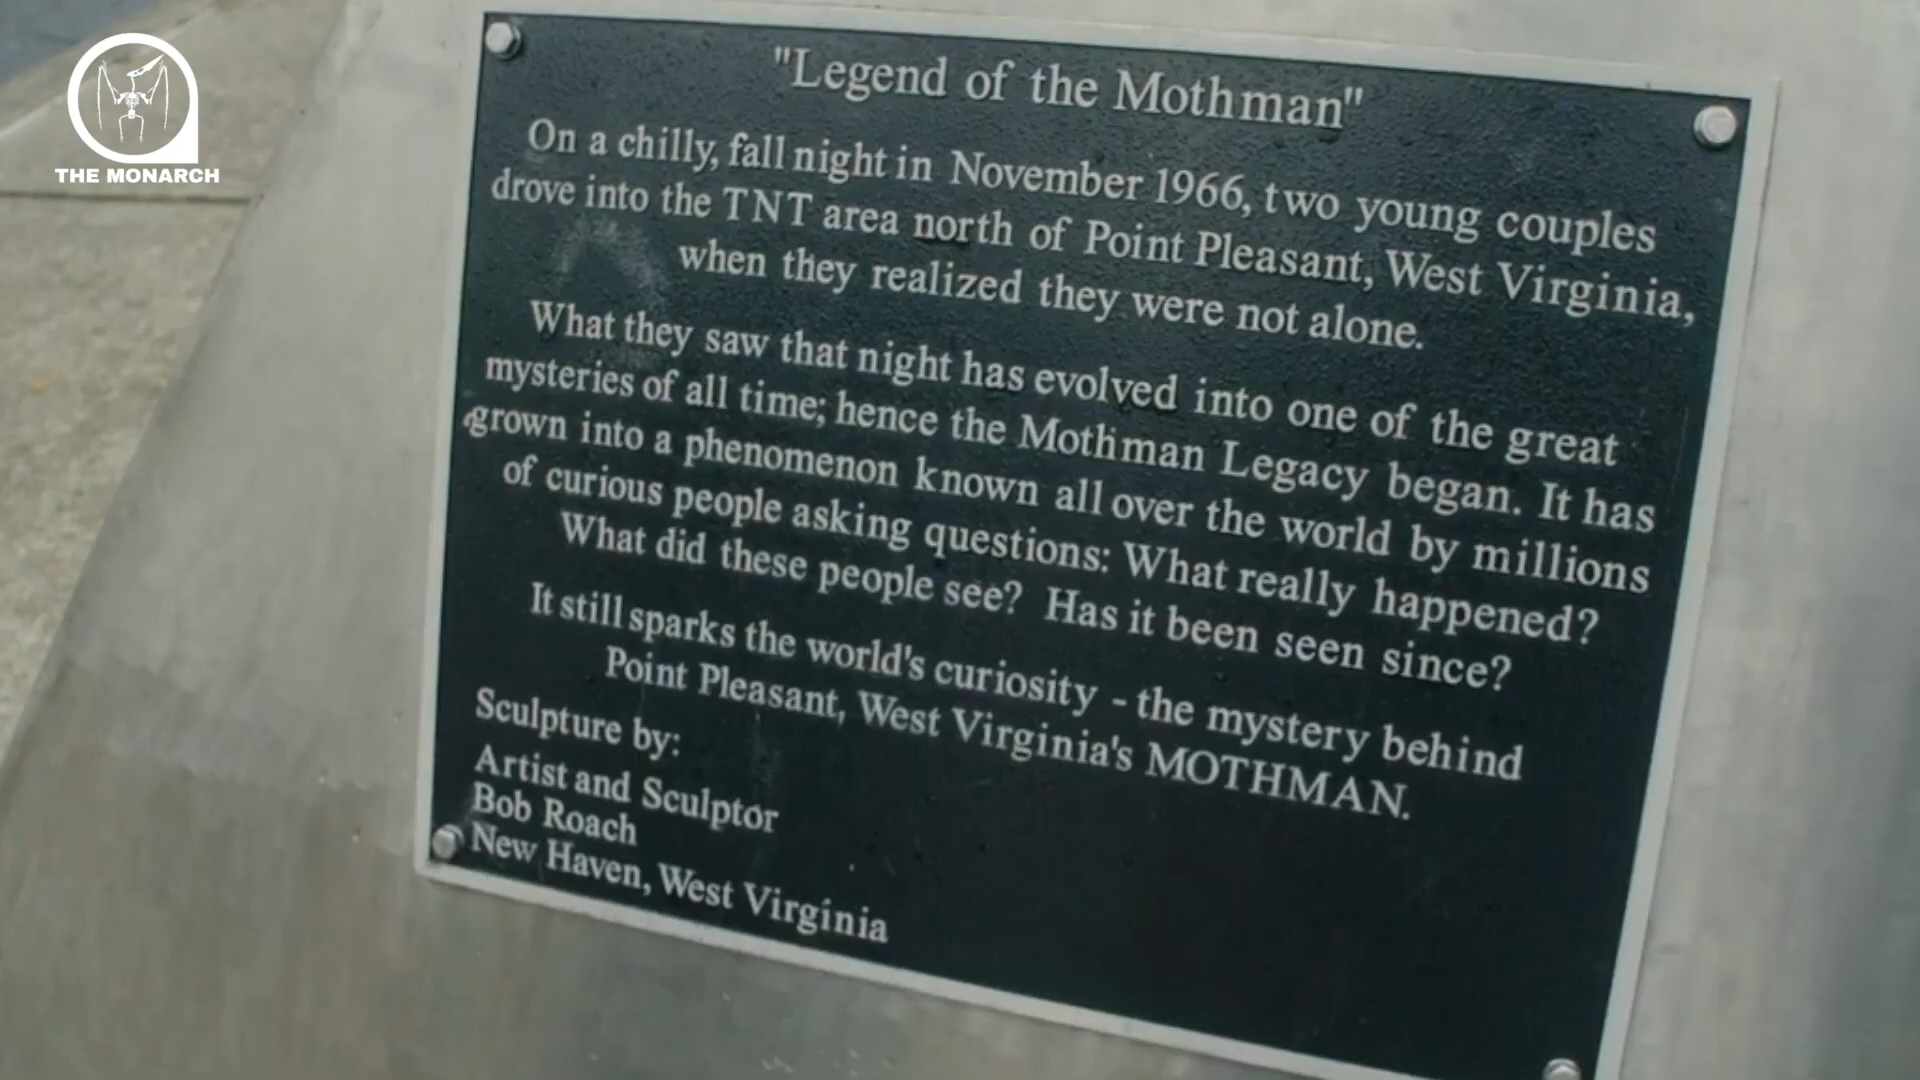 THE MONARCH
"Legend of the Mothman"
On a chilly, fall night in November 1966, two young couples
drove into the TNT area north of Point Pleasant, West Virginia,
when they realized they were not alone.
What they saw that night has evolved into one of the great
mysteries of all time; hence the Mothman Legacy began. It has
grown into a phenomenon known all over the world by millions
of curious people asking questions: What really happened?
What did these people see? Has it been seen since?
It still sparks the world's curiosity - the mystery behind
Point Pleasant, West Virginia's MOTHMAN.
Sculpture by:
Artist and Sculptor
Bob Roach
New Haven, West Virginia